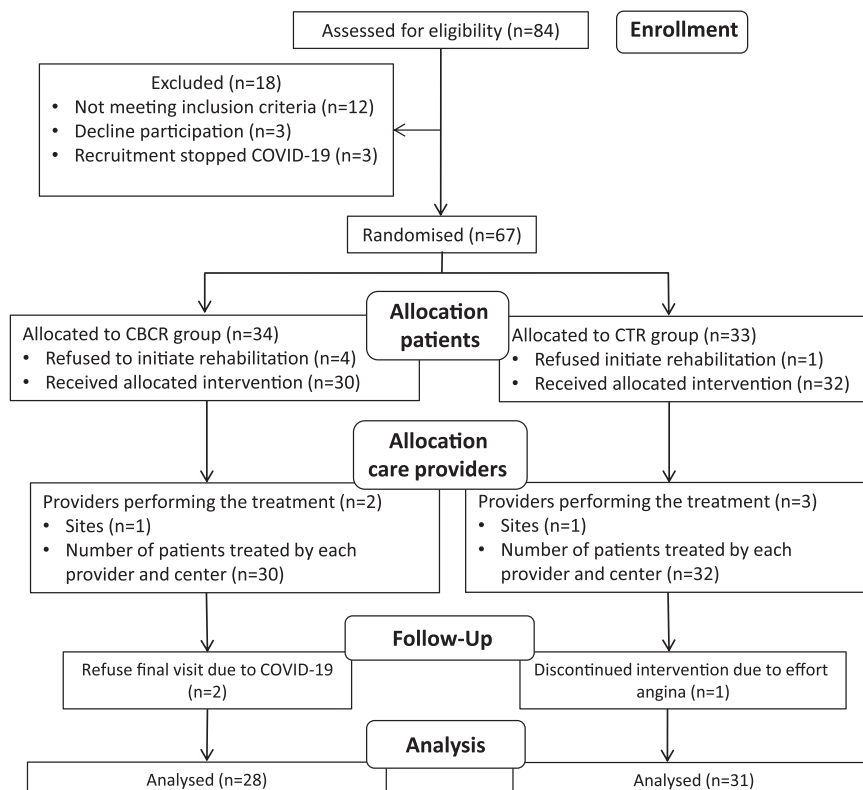 Assessed for eligibility (n=84)
Enrollment
Excluded (n=18)
• Not meeting inclusion criteria (n=12)
• Decline participation (n=3)
• Recruitment stopped COVID-19 (n=3)
Randomised (n=67)
Allocation
patients
Allocated to CBCR group (n=34)
• Refused to initiate rehabilitation (n=4)
• Received allocated intervention (n=30)
Allocated to CTR group (n=33)
• Refused initiate rehabilitation (n=1)
• Received allocated intervention (n=32)
Allocation
care providers
Providers performing the treatment (n=2)
• Sites (n=1)
• Number of patients treated by each
provider and center (n=30)
Providers performing the treatment (n=3)
• Sites (n=1)
• Number of patients treated by each
provider and center (n=32)
Follow-Up
Refuse final visit due to COVID-19
(n=2)
Discontinued intervention due to effort
angina (n=1)
Analysis
Analysed (n=28)
Analysed (n=31)